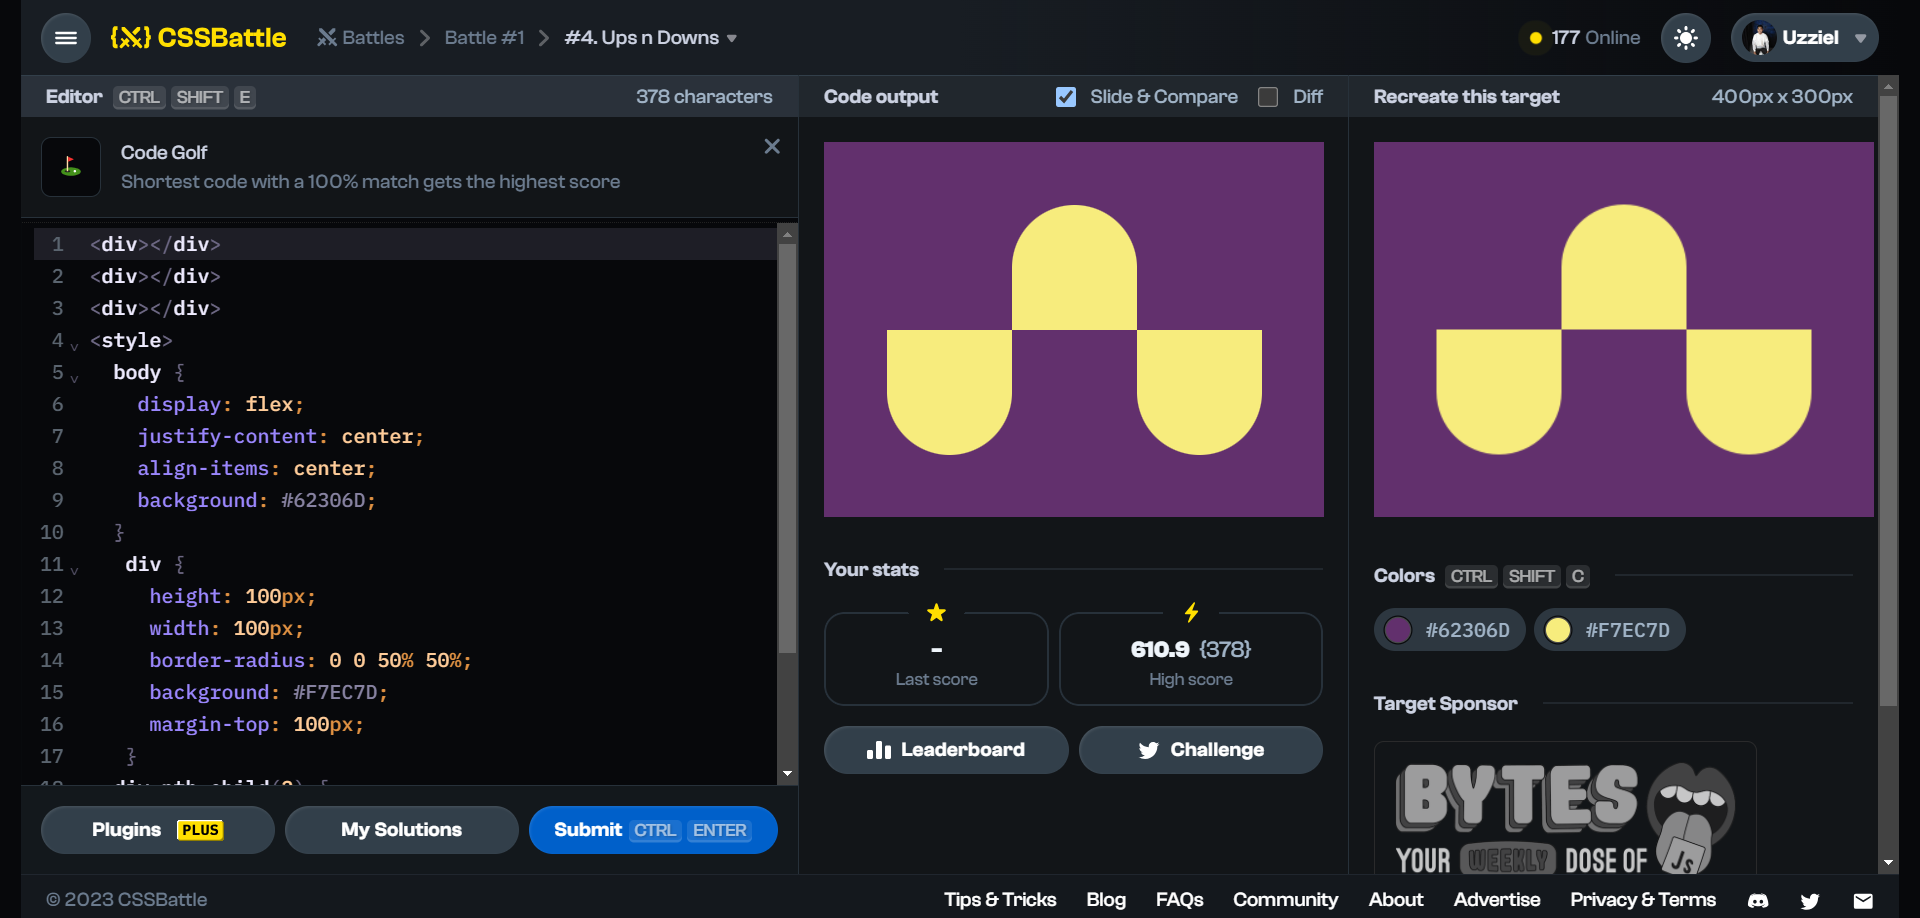 CSSBattle
Battles
Battle #1
#4. Ups n Downs
177 Online
Uzziel
Editor CTRL SHIFT E
378 characters
Code Golf
Shortest code with a 100% match gets the highest score
1 <div></div>
2 <div></div>
3 <div></div>
4 <style>
5 body {
6 display: flex;
7 justify-content: center;
8 align-items: center;
9 background: #62306D;
10 }
11 div {
12 height: 100px;
13 width: 100px;
14 border-radius: 0 0 50% 50%;
15 background: #F7EC7D;
16 margin-top: 100px;
17 }
Plugins PLUS
My Solutions
Submit CTRL ENTER
Code output
Slide & Compare
Diff
Your stats
-
Last score
610.9 {378}
High score
Leaderboard
Challenge
Recreate this target
400px x 300px
Colors CTRL SHIFT C
#62306D
#F7EC7D
Target Sponsor
BYTES
YOUR WEEKLY DOSE OF JS
© 2023 CSSBattle
Tips & Tricks
Blog
FAQs
Community
About
Advertise
Privacy & Terms